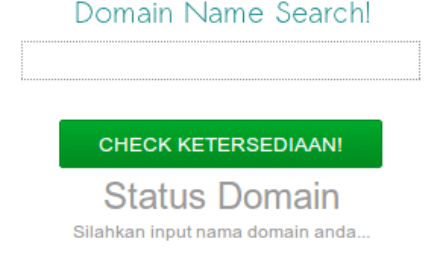 Domain Name Search!
CHECK KETERSEDIAAN!
Status Domain
Silahkan input nama domain anda...